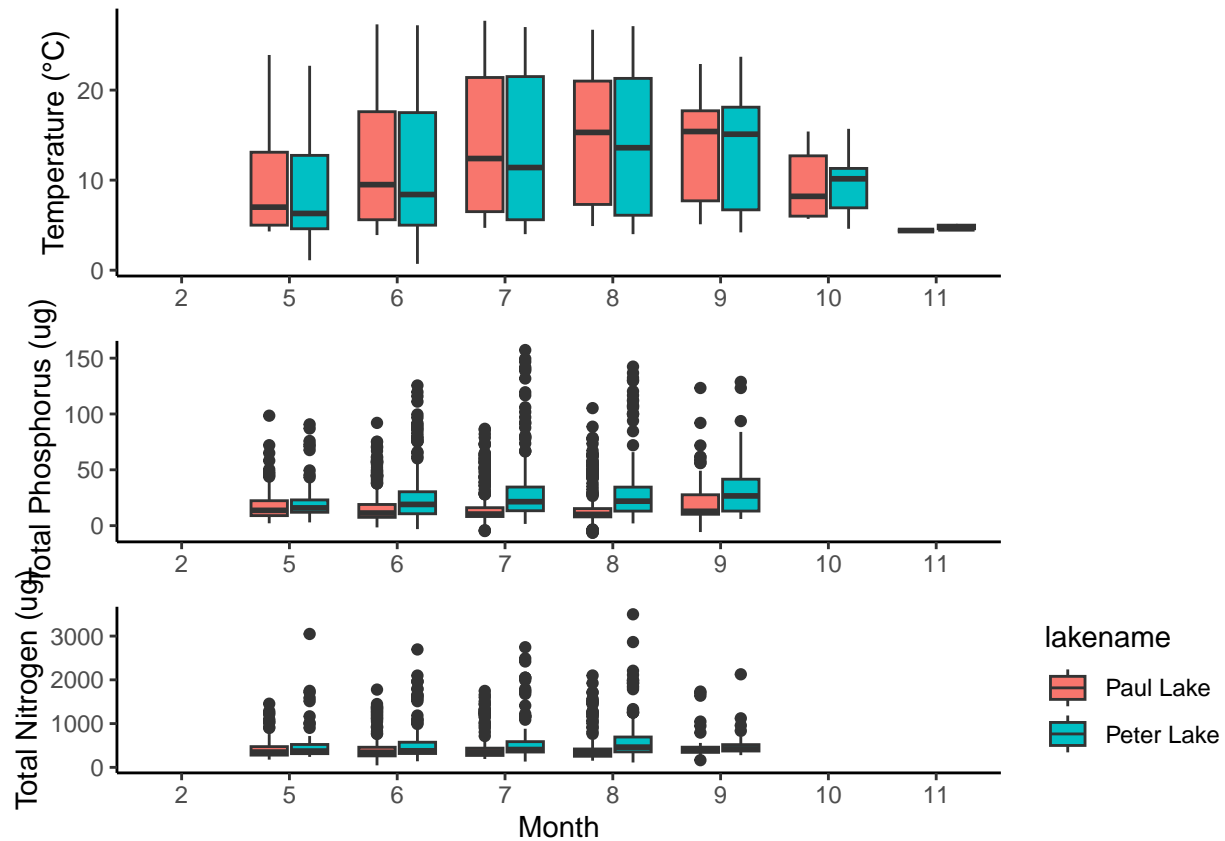 Temperature (°C)
20
10
0
2 5 6 7 8 9 10 11
Total Phosphorus (ug)
150
100
50
0
2 5 6 7 8 9 10 11
Total Nitrogen (ug)
3000
2000
1000
0
2 5 6 7 8 9 10 11
Month
lakename
Paul Lake
Peter Lake